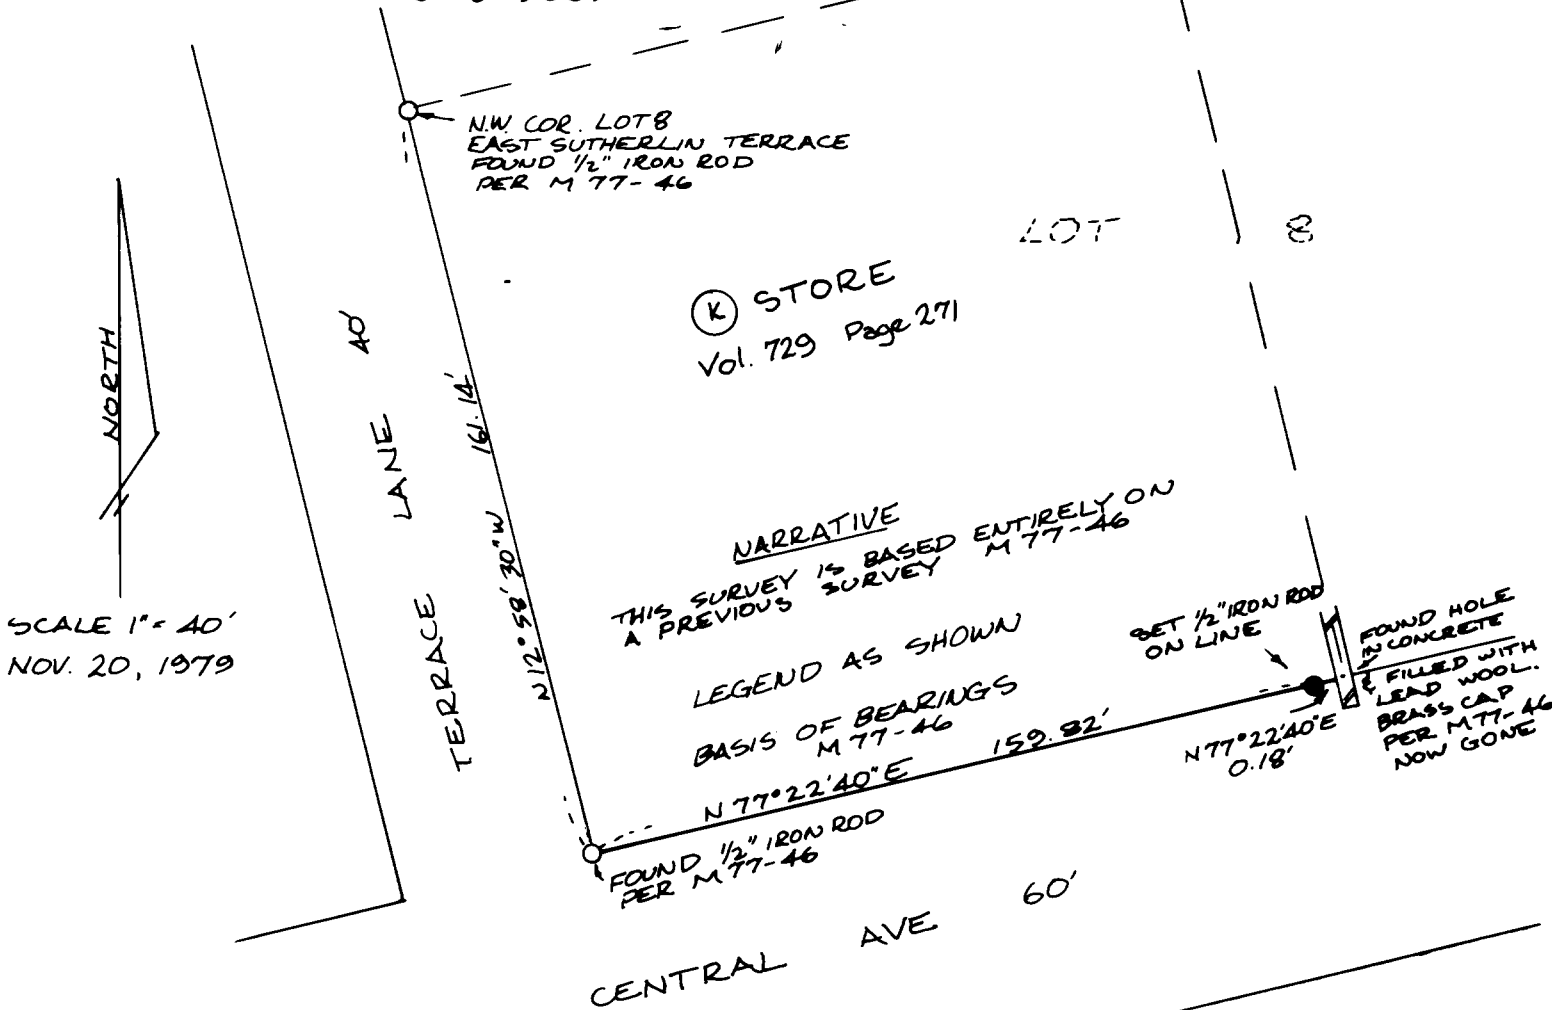 N.W. COR. LOT 8
EAST SUTHERLIN TERRACE
FOUND 1/2" IRON ROD
PER M 77-46
LOT 8
K STORE
Vol. 729 Page 271
NORTH
SCALE 1" = 40'
NOV. 20, 1979
TERRACE LANE 40'
N 12° 58' 30" W 161.14'
NARRATIVE
THIS SURVEY IS BASED ENTIRELY ON
A PREVIOUS SURVEY M 77-46
LEGEND AS SHOWN
BASIS OF BEARINGS
M 77-46
SET 1/2" IRON ROD
ON LINE
FOUND HOLE
IN CONCRETE
& FILLED WITH
LEAD WOOL.
BRASS CAP
PER M77-46
NOW GONE
N 77° 22' 40" E
0.18'
N 77° 22' 40" E 159.82'
FOUND 1/2" IRON ROD
PER M 77-46
CENTRAL AVE 60'